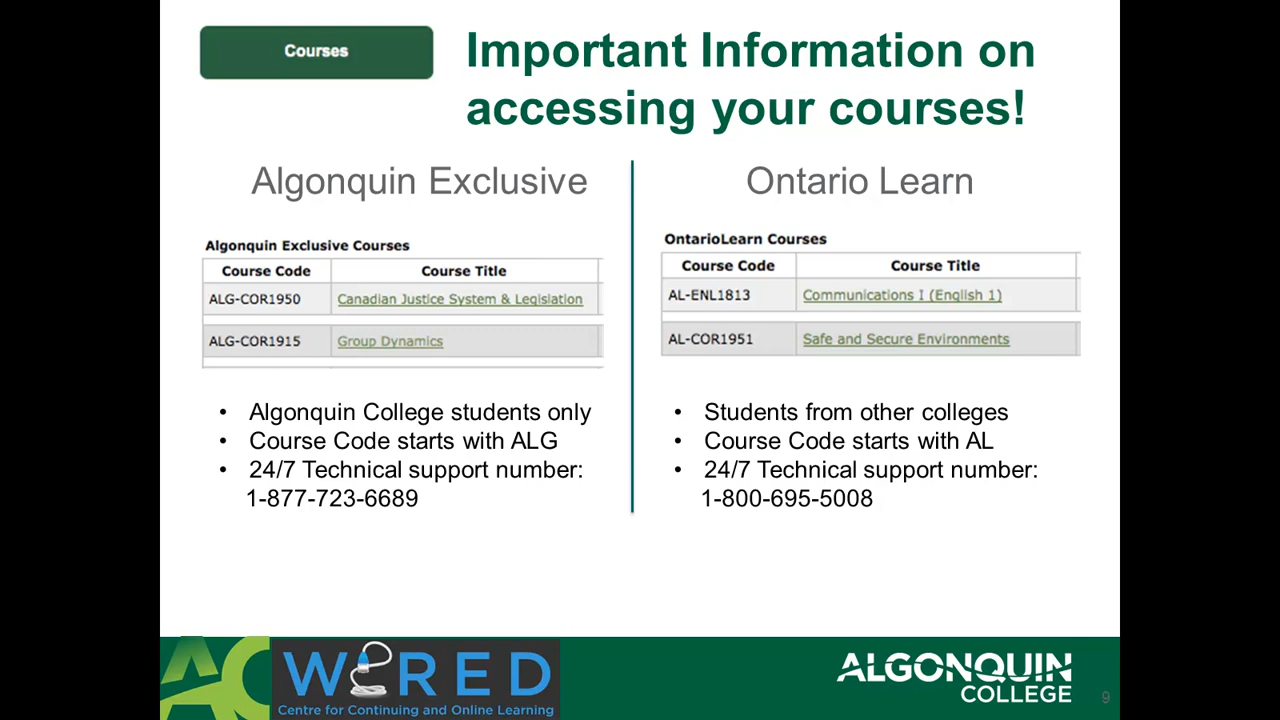 Courses
Important Information on
accessing your courses!
Algonquin Exclusive
Algonquin Exclusive Courses
Course Code Course Title
ALG-COR1950 Canadian Justice System & Legislation
ALG-COR1915 Group Dynamics
• Algonquin College students only
• Course Code starts with ALG
• 24/7 Technical support number:
1-877-723-6689
Ontario Learn
OntarioLearn Courses
Course Code Course Title
AL-ENL1813 Communications I (English 1)
AL-COR1951 Safe and Secure Environments
• Students from other colleges
• Course Code starts with AL
• 24/7 Technical support number:
1-800-695-5008
AC
WiRED
Centre for Continuing and Online Learning
ALGONQUIN
COLLEGE
9